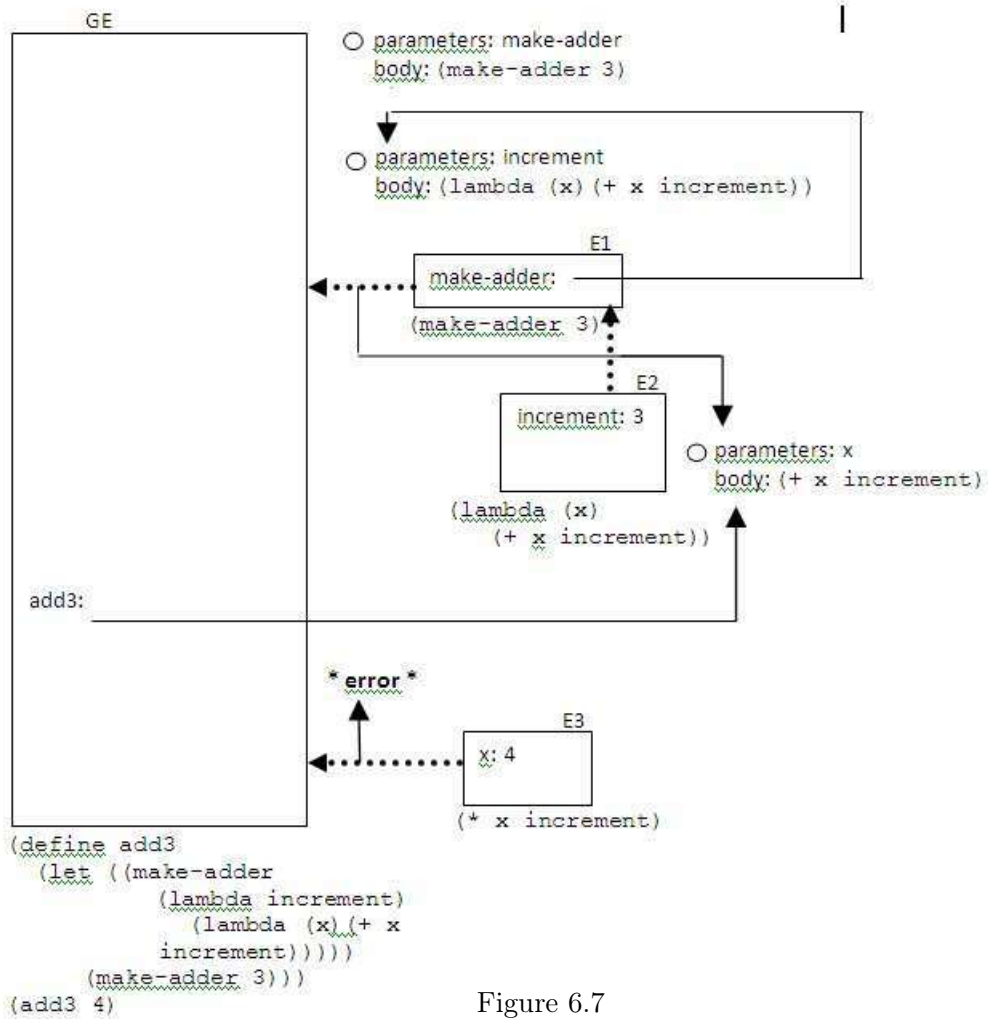 GE
parameters: make-adder
body: (make-adder 3)
parameters: increment
body: (lambda (x) (+ x increment))
E1
make-adder:
(make-adder 3)
E2
increment: 3
parameters: x
body: (+ x increment)
(lambda (x)
(+ x increment))
add3:
* error *
E3
x: 4
(* x increment)
(define add3
(let ((make-adder
(lambda increment)
(lambda (x) (+ x
increment)))))
(make-adder 3)))
(add3 4)
Figure 6.7